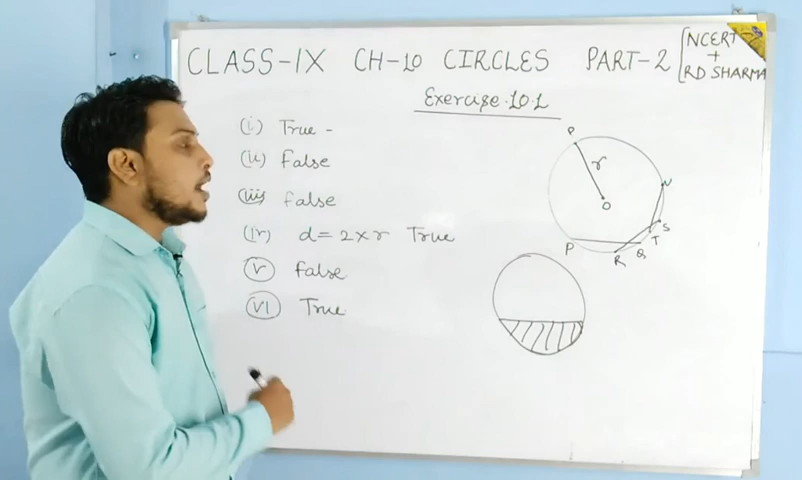 CLASS-IX CH-10 CIRCLES PART-2 [NCERT
+
RD SHARMA
Exercise.10.1
(i) True -
(ii) False
(iii) False
(iv) d=2×r True
(v) False
(vi) True
P
r
O
S
T
P
R
Q